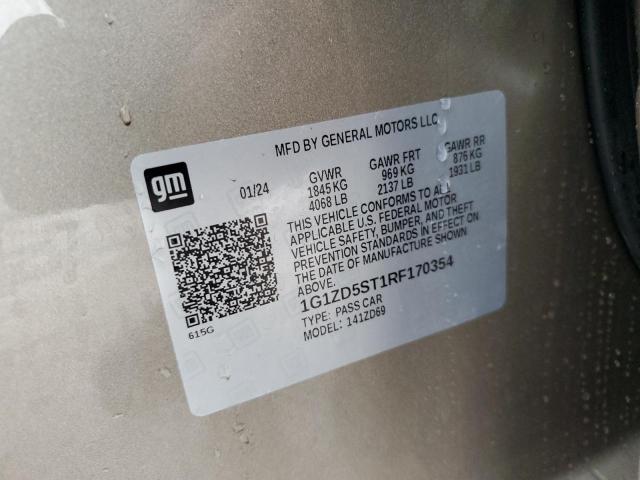 MFD BY GENERAL MOTORS LLC
gm
01/24
GVWR
1845 KG
4068 LB
GAWR FRT
969 KG
2137 LB
GAWR RR
876 KG
1931 LB
THIS VEHICLE CONFORMS TO ALL
APPLICABLE U.S. FEDERAL MOTOR
VEHICLE SAFETY, BUMPER, AND THEFT
PREVENTION STANDARDS IN EFFECT ON
THE DATE OF MANUFACTURE SHOWN
ABOVE.
1G1ZD5ST1RF170354
TYPE: PASS CAR
MODEL: 141ZD69
615G